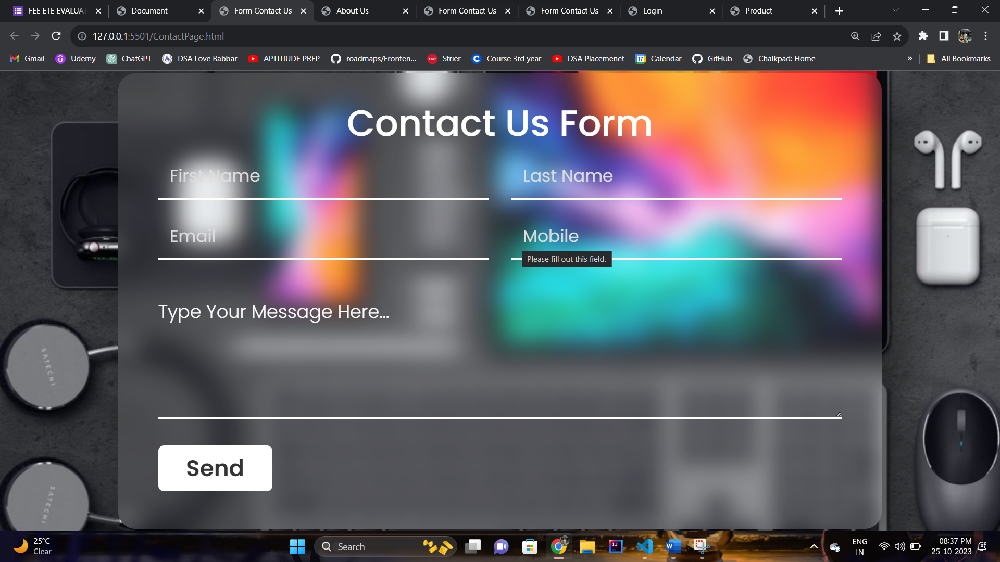 FEE ETE EVALUAT
Document
Form Contact Us
About Us
Form Contact Us
Form Contact Us
Login
Product
127.0.0.1:5501/ContactPage.html
Gmail
Udemy
ChatGPT
DSA Love Babbar
APTITIUDE PREP
roadmaps/Fronten...
Strier
Course 3rd year
DSA Placemenet
17
Calendar
GitHub
Chalkpad: Home
»
All Bookmarks
Contact Us Form
First Name
Last Name
Email
Mobile
Please fill out this field.
Type Your Message Here...
Send
SATECHI
SATECHI
25°C
Clear
Search
ENG
IN
08:37 PM
25-10-2023